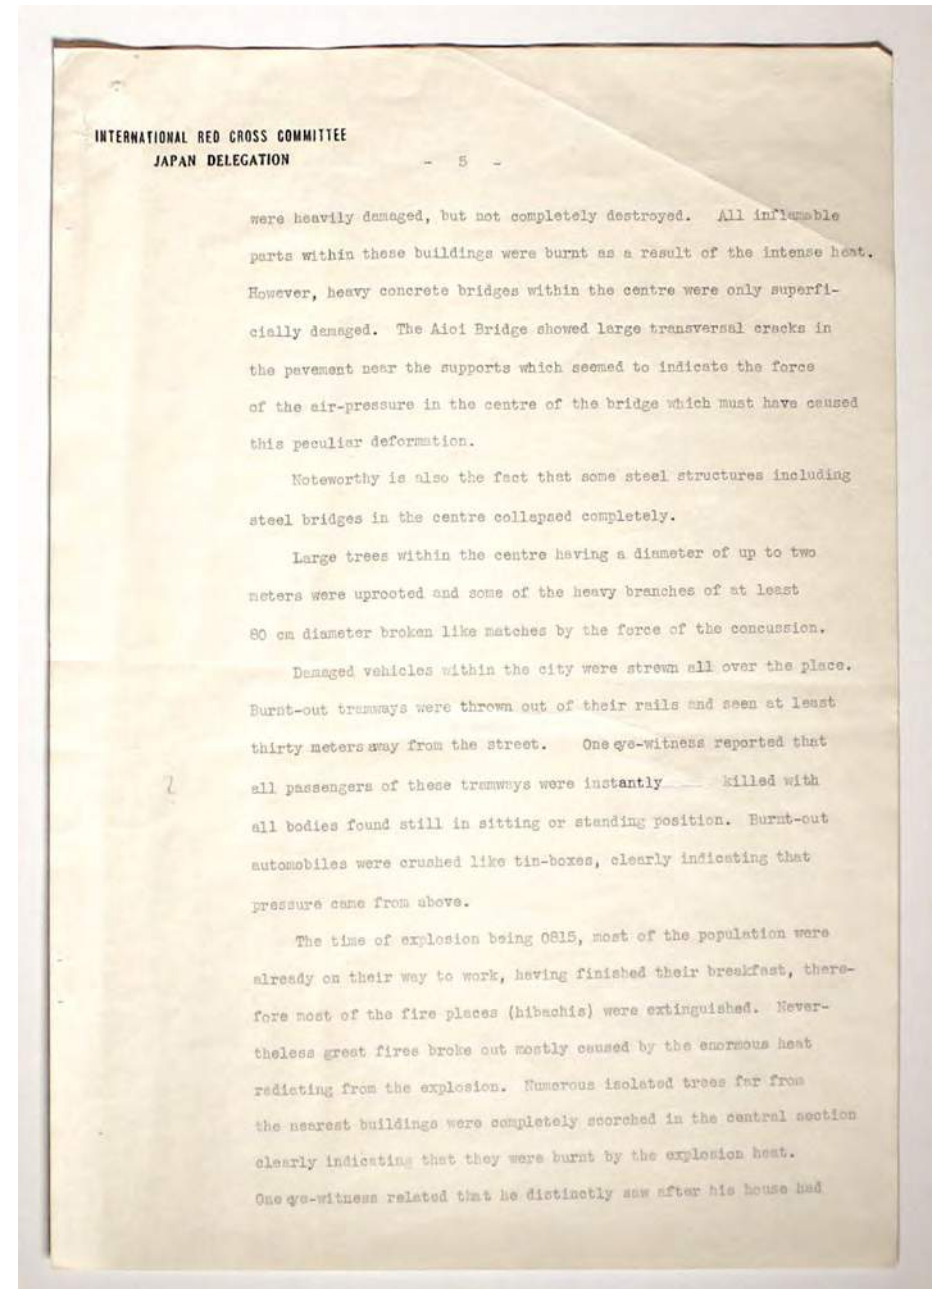 INTERNATIONAL RED CROSS COMMITTEE
JAPAN DELEGATION
- 5 -
were heavily damaged, but not completely destroyed. All inflamable
parts within these buildings were burnt as a result of the intense heat.
However, heavy concrete bridges within the centre were only superfi-
cially damaged. The Aioi Bridge showed large transversal cracks in
the pavement near the supports which seemed to indicate the force
of the air-pressure in the centre of the bridge which must have caused
this peculiar deformation.
Noteworthy is also the fact that some steel structures including
steel bridges in the centre collapsed completely.
Large trees within the centre having a diameter of up to two
meters were uprooted and some of the heavy branches of at least
80 cm diameter broken like matches by the force of the concussion.
Damaged vehicles within the city were strewn all over the place.
Burnt-out tramways were thrown out of their rails and seen at least
thirty meters away from the street. One eye-witness reported that
all passengers of these tramways were instantly killed with
all bodies found still in sitting or standing position. Burnt-out
automobiles were crushed like tin-boxes, clearly indicating that
pressure came from above.
The time of explosion being 0815, most of the population were
already on their way to work, having finished their breakfast, there-
fore most of the fire places (hibachis) were extinguished. Never-
theless great fires broke out mostly caused by the enormous heat
radiating from the explosion. Numerous isolated trees far from
the nearest buildings were completely scorched in the central section
clearly indicating that they were burnt by the explosion heat.
One eye-witness related that he distinctly saw after his house had